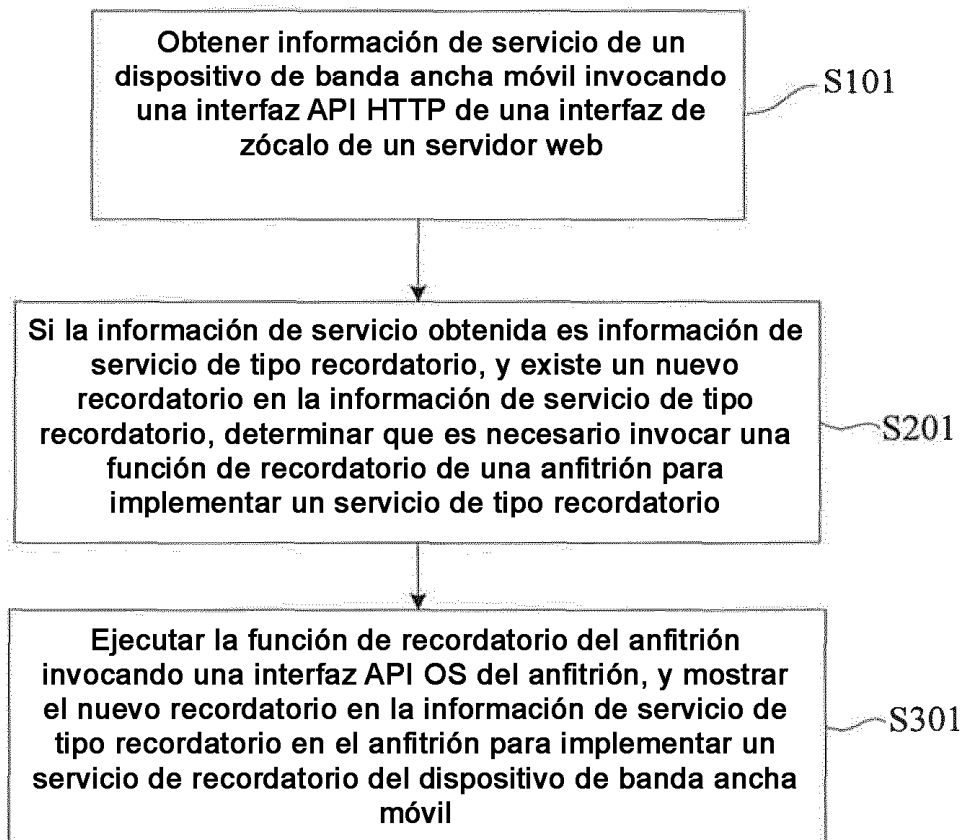 Obtener información de servicio de un
dispositivo de banda ancha móvil invocando
una interfaz API HTTP de una interfaz de
zócalo de un servidor web
S101
Si la información de servicio obtenida es información de
servicio de tipo recordatorio, y existe un nuevo
recordatorio en la información de servicio de tipo
recordatorio, determinar que es necesario invocar una
función de recordatorio de una anfitrión para
implementar un servicio de tipo recordatorio
S201
Ejecutar la función de recordatorio del anfitrión
invocando una interfaz API OS del anfitrión, y mostrar
el nuevo recordatorio en la información de servicio de
tipo recordatorio en el anfitrión para implementar un
servicio de recordatorio del dispositivo de banda ancha
móvil
S301